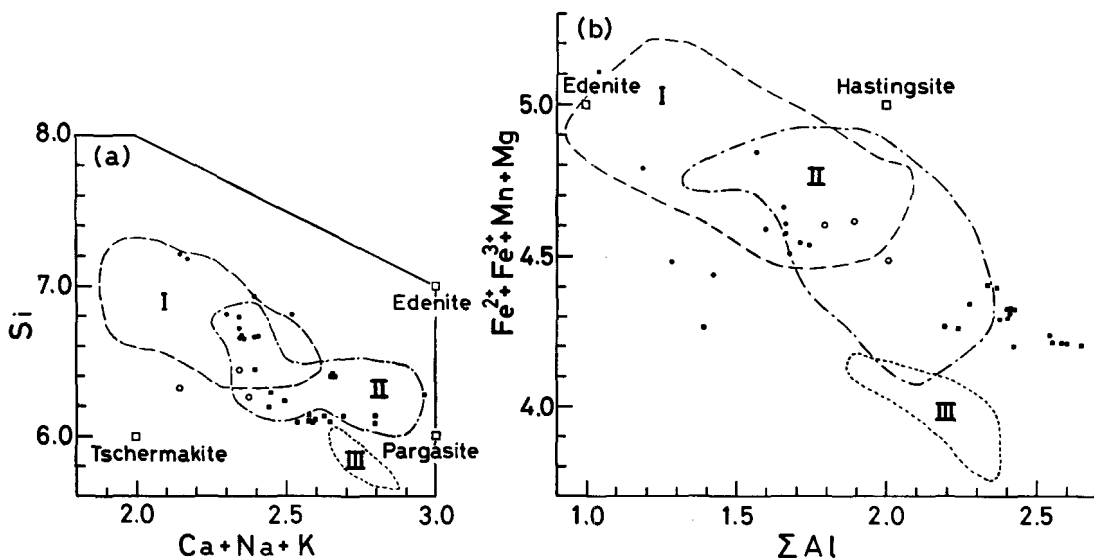 (a)
8.0
7.0
6.0
Si
I
II
III
Edenite
Tschermakite
Pargasite
2.0 2.5 3.0
Ca+Na+K
(b)
5.0
4.5
4.0
Fe2++Fe3++Mn+Mg
Edenite
Hastingsite
I
II
III
1.0 1.5 2.0 2.5
Σ Al